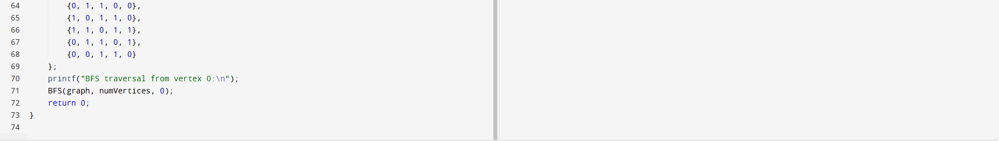 64 {0, 1, 1, 0, 0},
65 {1, 0, 1, 1, 0},
66 {1, 1, 0, 1, 1},
67 {0, 1, 1, 0, 1},
68 {0, 0, 1, 1, 0}
69 };
70 printf("BFS traversal from vertex 0:\n");
71 BFS(graph, numVertices, 0);
72 return 0;
73 }
74